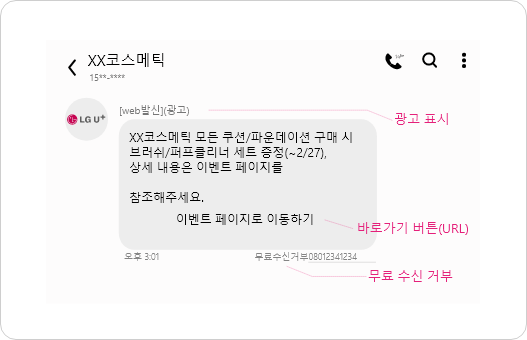 XX코스메틱
15**-****
LG U+
[web발신](광고)
광고 표시
XX코스메틱 모든 쿠션/파운데이션 구매 시
브러쉬/퍼프클리너 세트 증정(~2/27),
상세 내용은 이벤트 페이지를
참조해주세요.
이벤트 페이지로 이동하기
바로가기 버튼(URL)
오후 3:01
무료수신거부08012341234
무료 수신 거부